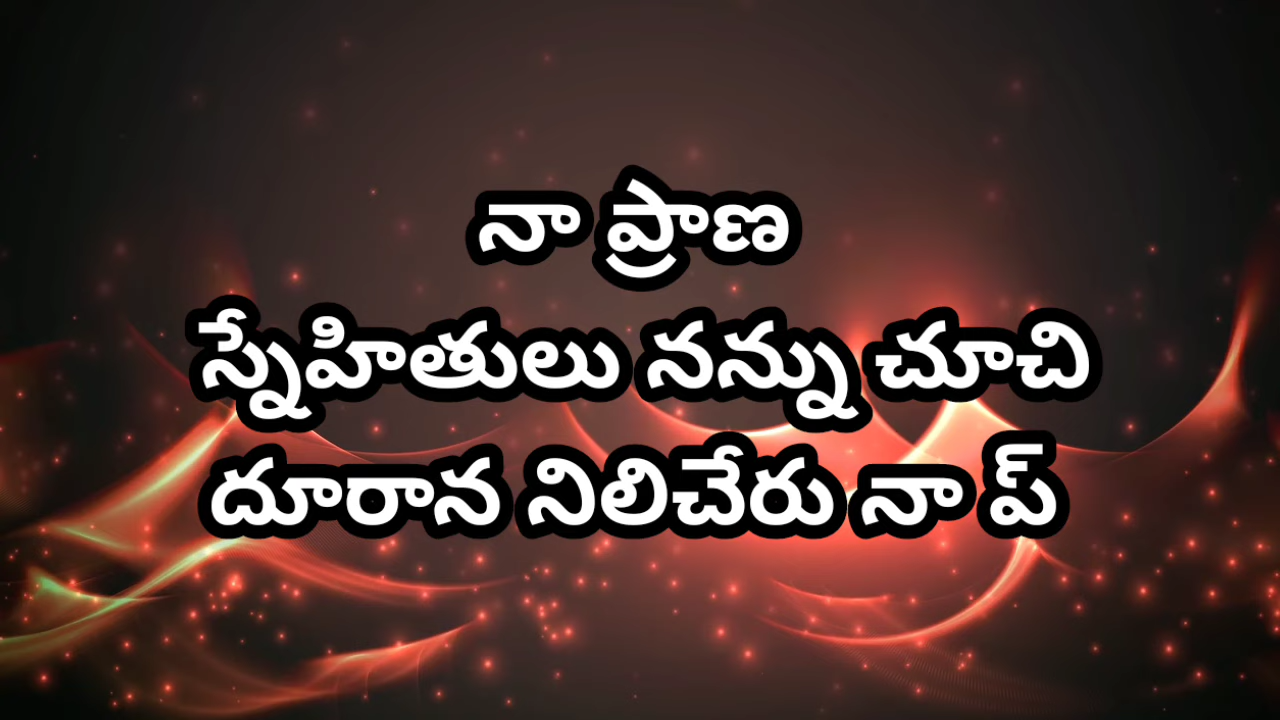 నా ప్రాణ
స్నేహితులు నన్ను చూచి
దూరాన నిలిచేరు నా ప్